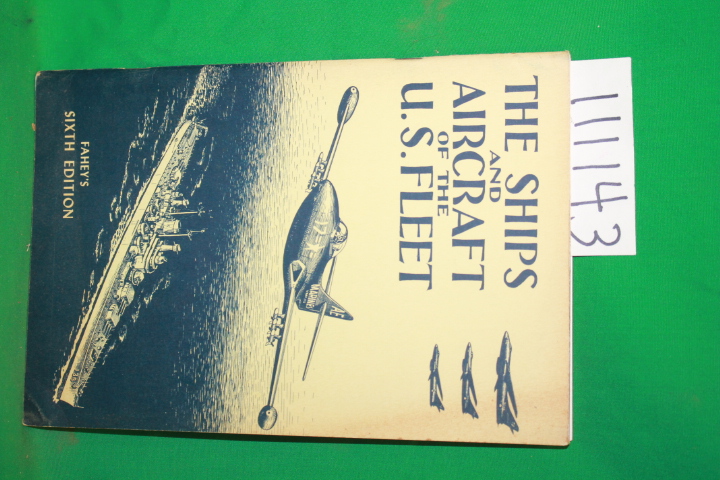 THE SHIPS
AND
AIRCRAFT
OF THE
U.S. FLEET
FAHEY'S
SIXTH EDITION
111143